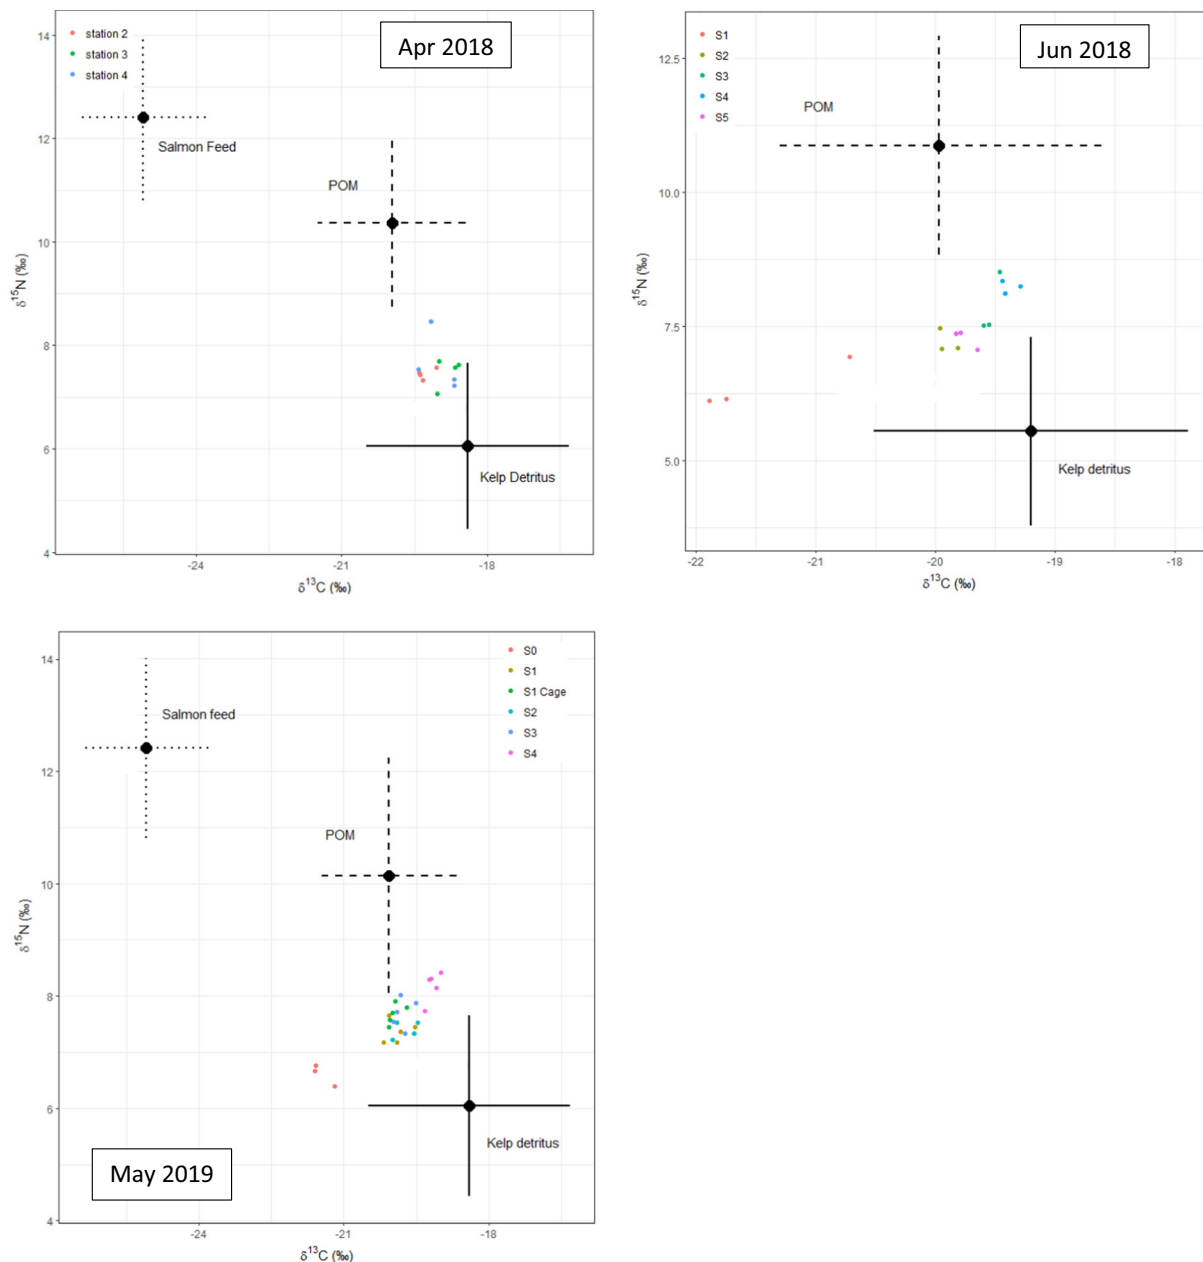 Apr 2018
station 2
station 3
station 4
Salmon Feed
POM
Kelp Detritus
14
12
10
8
6
4
δ15N (‰)
-24
-21
-18
δ13C (‰)
Jun 2018
S1
S2
S3
S4
S5
POM
Kelp detritus
12.5
10.0
7.5
5.0
δ15N (‰)
-22
-21
-20
-19
-18
δ13C (‰)
S0
S1
S1 Cage
S2
S3
S4
Salmon feed
POM
Kelp detritus
May 2019
14
12
10
8
6
4
δ15N (‰)
-24
-21
-18
δ13C (‰)